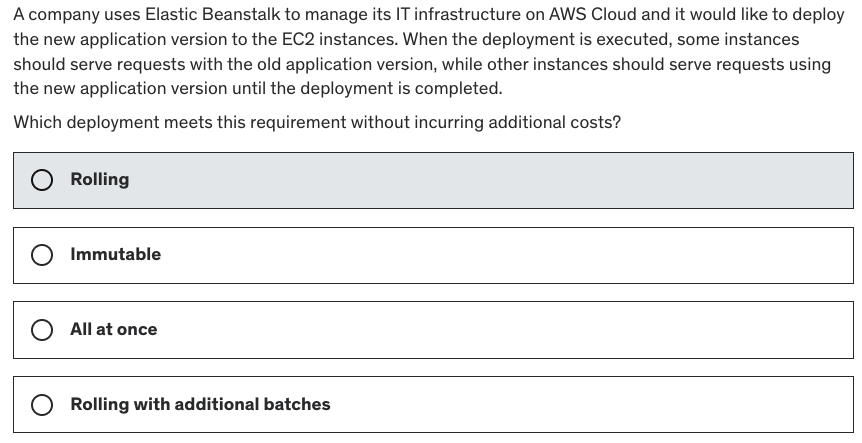 A company uses Elastic Beanstalk to manage its IT infrastructure on AWS Cloud and it would like to deploy
the new application version to the EC2 instances. When the deployment is executed, some instances
should serve requests with the old application version, while other instances should serve requests using
the new application version until the deployment is completed.
Which deployment meets this requirement without incurring additional costs?
Rolling
Immutable
All at once
Rolling with additional batches